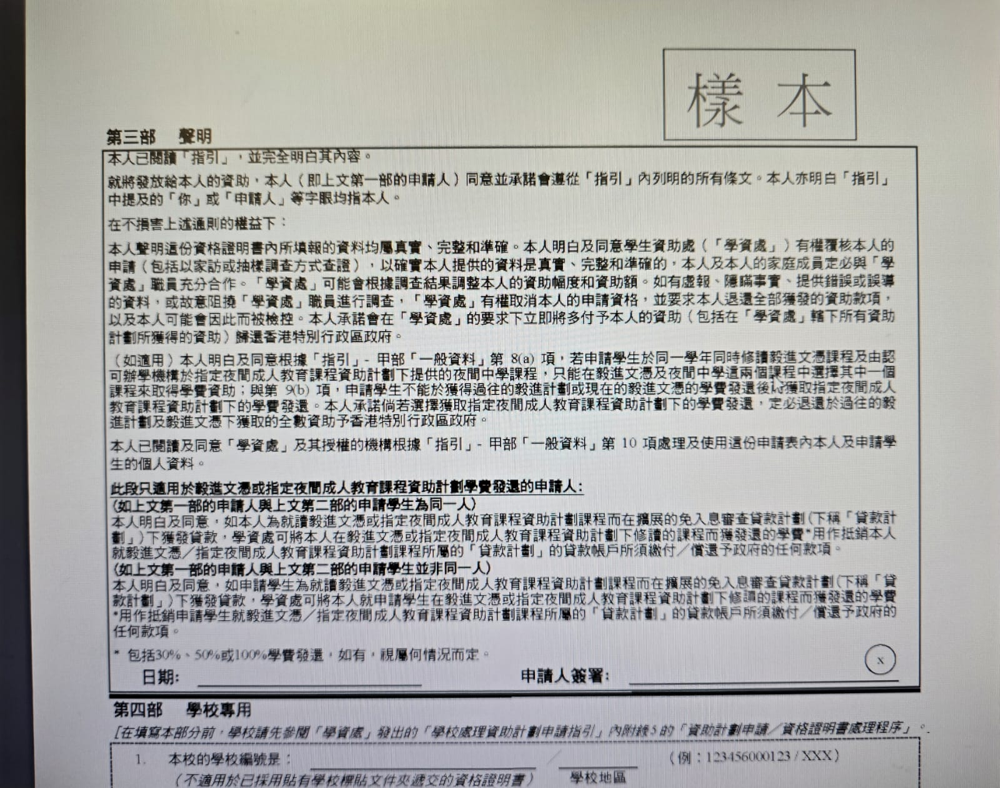 樣 本
第三部 聲明
本人已閱讀「指引」，並完全明白其內容。
就將發放給本人的資助，本人（即上文第一部的申請人）同意並承諾會遵從「指引」內列明的所有條文。本人亦明白「指引」
中提及的「你」或「申請人」等字眼均指本人。
在不損害上述通則的權益下：
本人聲明這份資格證明書內所填報的資料均屬真實、完整和準確。本人明白及同意學生資助處（「學資處」）有權覆核本人的
申請（包括以家訪或抽樣調查方式查證），以確實本人提供的資料是真實、完整和準確的，本人及本人的家庭成員定必與「學
資處」職員充分合作。「學資處」可能會根據調查結果調整本人的資助幅度和資助額。如有虛報、隱瞞事實、提供錯誤或誤導
的資料，或故意阻撓「學資處」職員進行調查，「學資處」有權取消本人的申請資格，並要求本人退還全部獲發的資助款項，
以及本人可能會因此而被檢控。本人承諾會在「學資處」的要求下立即將多付予本人的資助（包括在「學資處」轄下所有資助
計劃所獲得的資助）歸還香港特別行政區政府。
（如適用）本人明白及同意根據「指引」- 甲部「一般資料」第 8(a) 項，若申請學生於同一學年同時修讀毅進文憑課程及由認
可辦學機構於指定夜間成人教育課程資助計劃下提供的夜間中學課程，只能在毅進文憑及夜間中學這兩個課程中選擇其中一個
課程來取得學費資助；與第 9(b) 項，申請學生不能於獲得過往的毅進計劃或現在的毅進文憑的學費發還後獲取指定夜間成人
教育課程資助計劃下的學費發還。本人承諾倘若選擇獲取指定夜間成人教育課程資助計劃下的學費發還，定必退還於過往的毅
進計劃及毅進文憑下獲取的全數資助予香港特別行政區政府。
本人已閱讀及同意「學資處」及其授權的機構根據「指引」- 甲部「一般資料」第 10 項處理及使用這份申請表內本人及申請學
生的個人資料。
此段只適用於毅進文憑或指定夜間成人教育課程資助計劃學費發還的申請人:
(如上文第一部的申請人與上文第二部的申請學生為同一人)
本人明白及同意，如本人為就讀毅進文憑或指定夜間成人教育課程資助計劃課程而在擴展的免入息審查貸款計劃(下稱「貸款計
劃」)下獲發貸款，學資處可將本人在毅進文憑或指定夜間成人教育課程資助計劃下修讀的課程而獲發還的學費*用作抵銷本人
就毅進文憑／指定夜間成人教育課程資助計劃課程所屬的「貸款計劃」的貸款帳戶所須繳付／償還予政府的任何款項。
(如上文第一部的申請人與上文第二部的申請學生並非同一人)
本人明白及同意，如申請學生為就讀毅進文憑或指定夜間成人教育課程資助計劃課程而在擴展的免入息審查貸款計劃(下稱「貸
款計劃」)下獲發貸款，學資處可將本人就申請學生在毅進文憑或指定夜間成人教育課程資助計劃下修讀的課程而獲發還的學費
*用作抵銷申請學生就毅進文憑／指定夜間成人教育課程資助計劃課程所屬的「貸款計劃」的貸款帳戶所須繳付／償還予政府的
任何款項。
* 包括30%、50%或100%學費發還，如有，視屬何情況而定。
x
日期: 申請人簽署:
第四部 學校專用
[在填寫本部分前，學校請先參閱「學資處」發出的「學校處理資助計劃申請指引」內附錄5的「資助計劃申請／資格證明書處理程序」。
1. 本校的學校編號是： ／ （例：123456000123 / XXX）
（不適用於已採用貼有學校標貼文件夾遞交的資格證明書） 學校地區